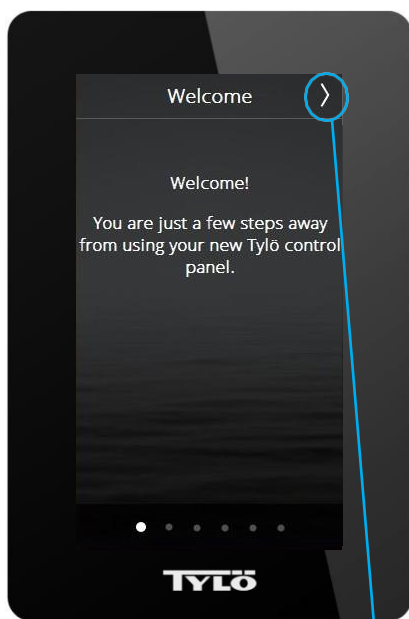 Welcome
Welcome!
You are just a few steps away
from using your new Tylö control
panel.
TYLÖ